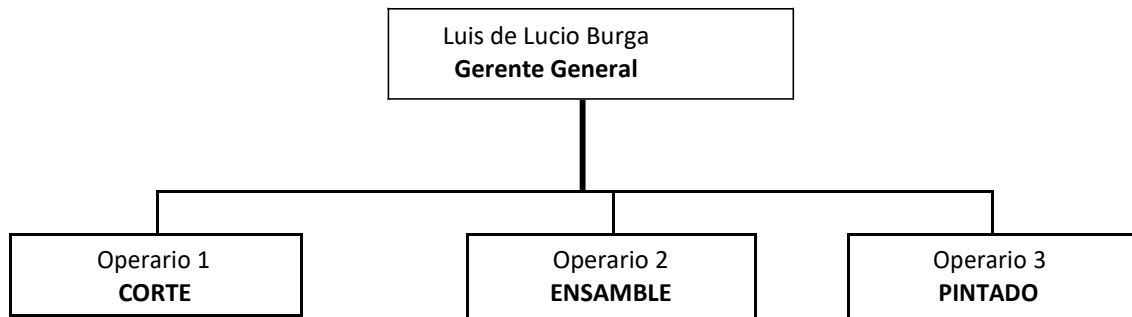 Luis de Lucio Burga
Gerente General
Operario 1
CORTE
Operario 2
ENSAMBLE
Operario 3
PINTADO